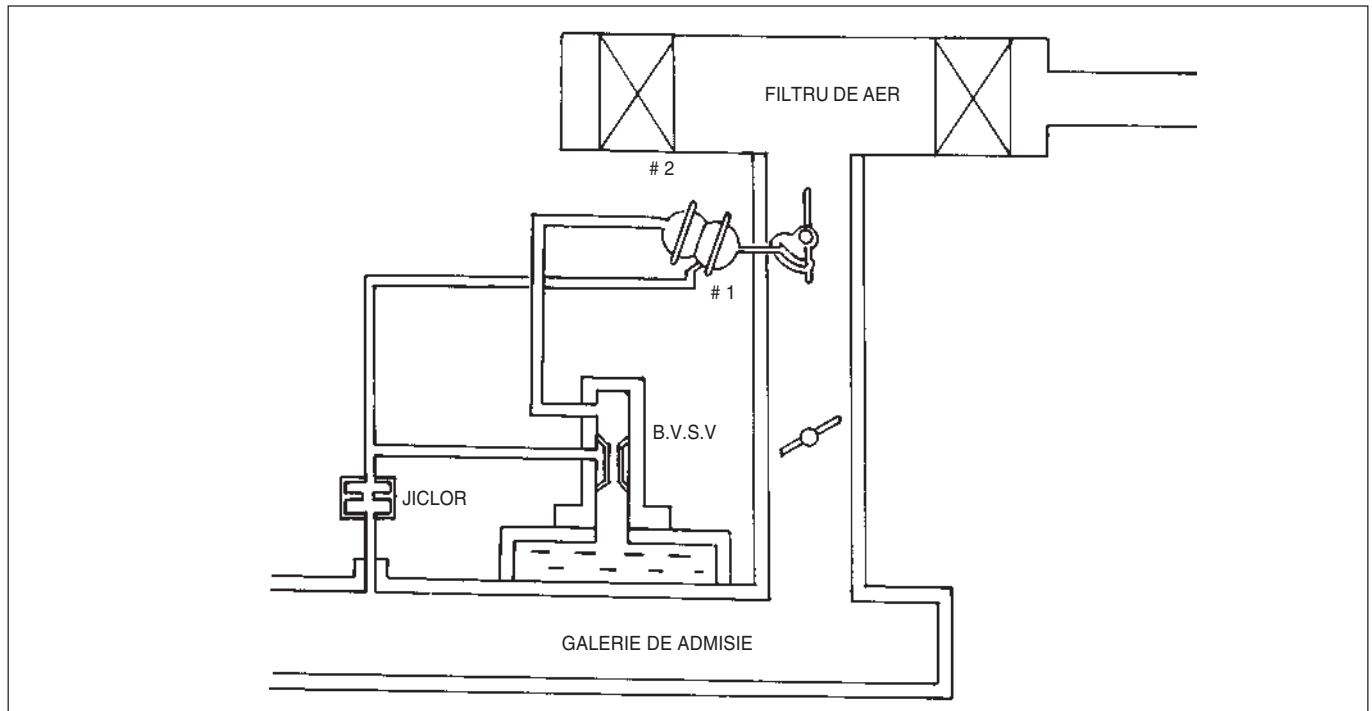 FILTRU DE AER
# 2
# 1
B.V.S.V
JICLOR
GALERIE DE ADMISIE